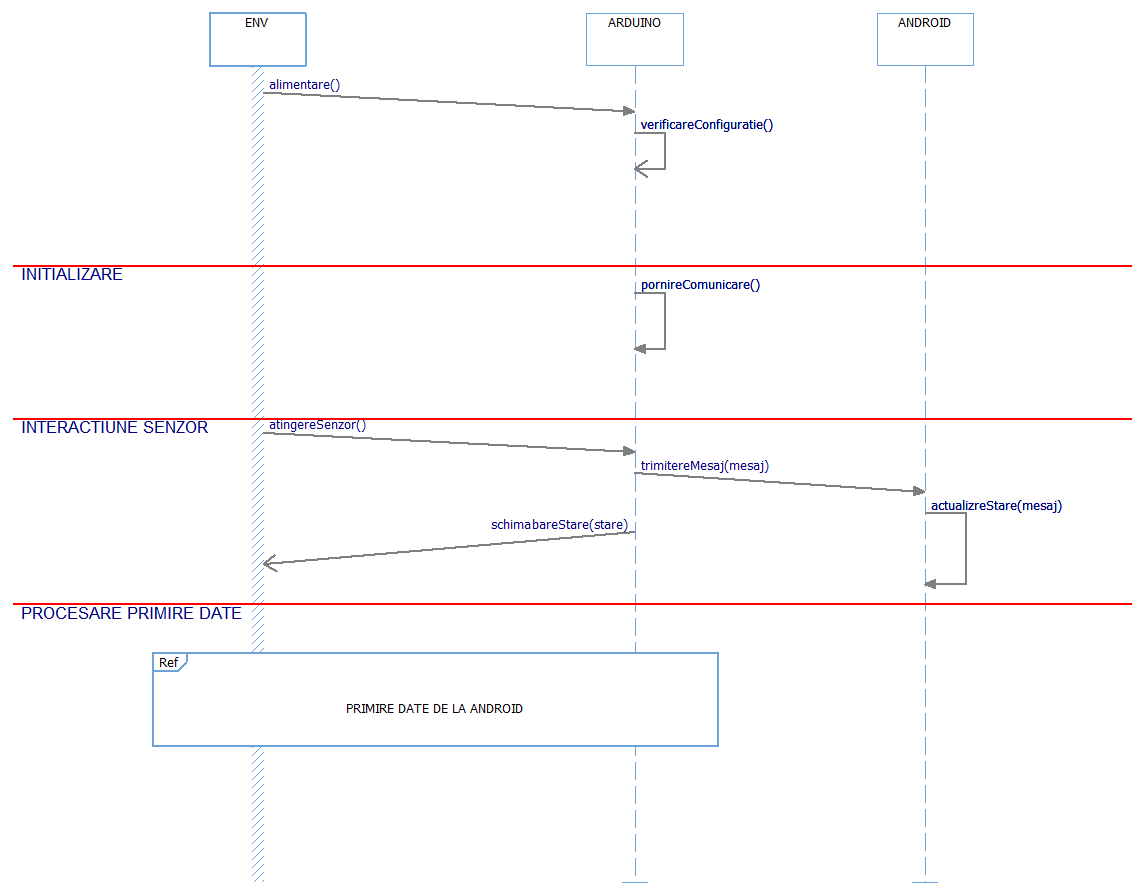 ENV
ARDUINO
ANDROID
alimentare()
verificareConfiguratie()
INITIALIZARE
pornireComunicare()
INTERACTIUNE SENZOR
atingereSenzor()
trimitereMesaj(mesaj)
actualizreStare(mesaj)
schimabareStare(stare)
PROCESARE PRIMIRE DATE
Ref
PRIMIRE DATE DE LA ANDROID